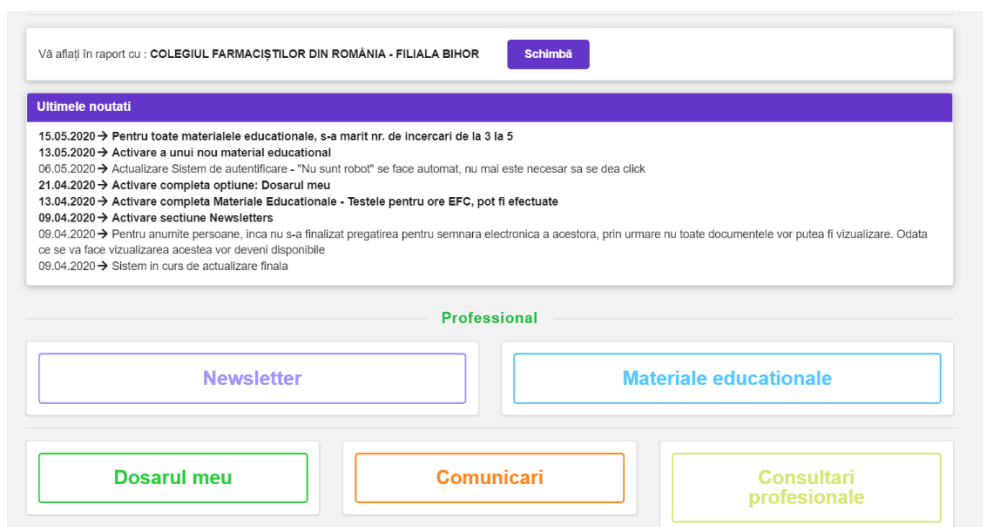 Vă aflați în raport cu : COLEGIUL FARMACIȘTILOR DIN ROMÂNIA - FILIALA BIHOR Schimbă
Ultimele noutati
15.05.2020 → Pentru toate materialele educationale, s-a marit nr. de incercari de la 3 la 5
13.05.2020 → Activare a unui nou material educational
06.05.2020 → Actualizare Sistem de autentificare - "Nu sunt robot" se face automat, nu mai este necesar sa se dea click
21.04.2020 → Activare completa optiune: Dosarul meu
13.04.2020 → Activare completa Materiale Educationale - Testele pentru ore EFC, pot fi efectuate
09.04.2020 → Activare sectiune Newsletters
09.04.2020 → Pentru anumite persoane, inca nu s-a finalizat pregatirea pentru semnara electronica a acestora, prin urmare nu toate documentele vor putea fi vizualizare. Odata
ce se va face vizualizarea acestea vor deveni disponibile
09.04.2020 → Sistem in curs de actualizare finala
Professional
Newsletter Materiale educationale
Dosarul meu Comunicari Consultari
profesionale